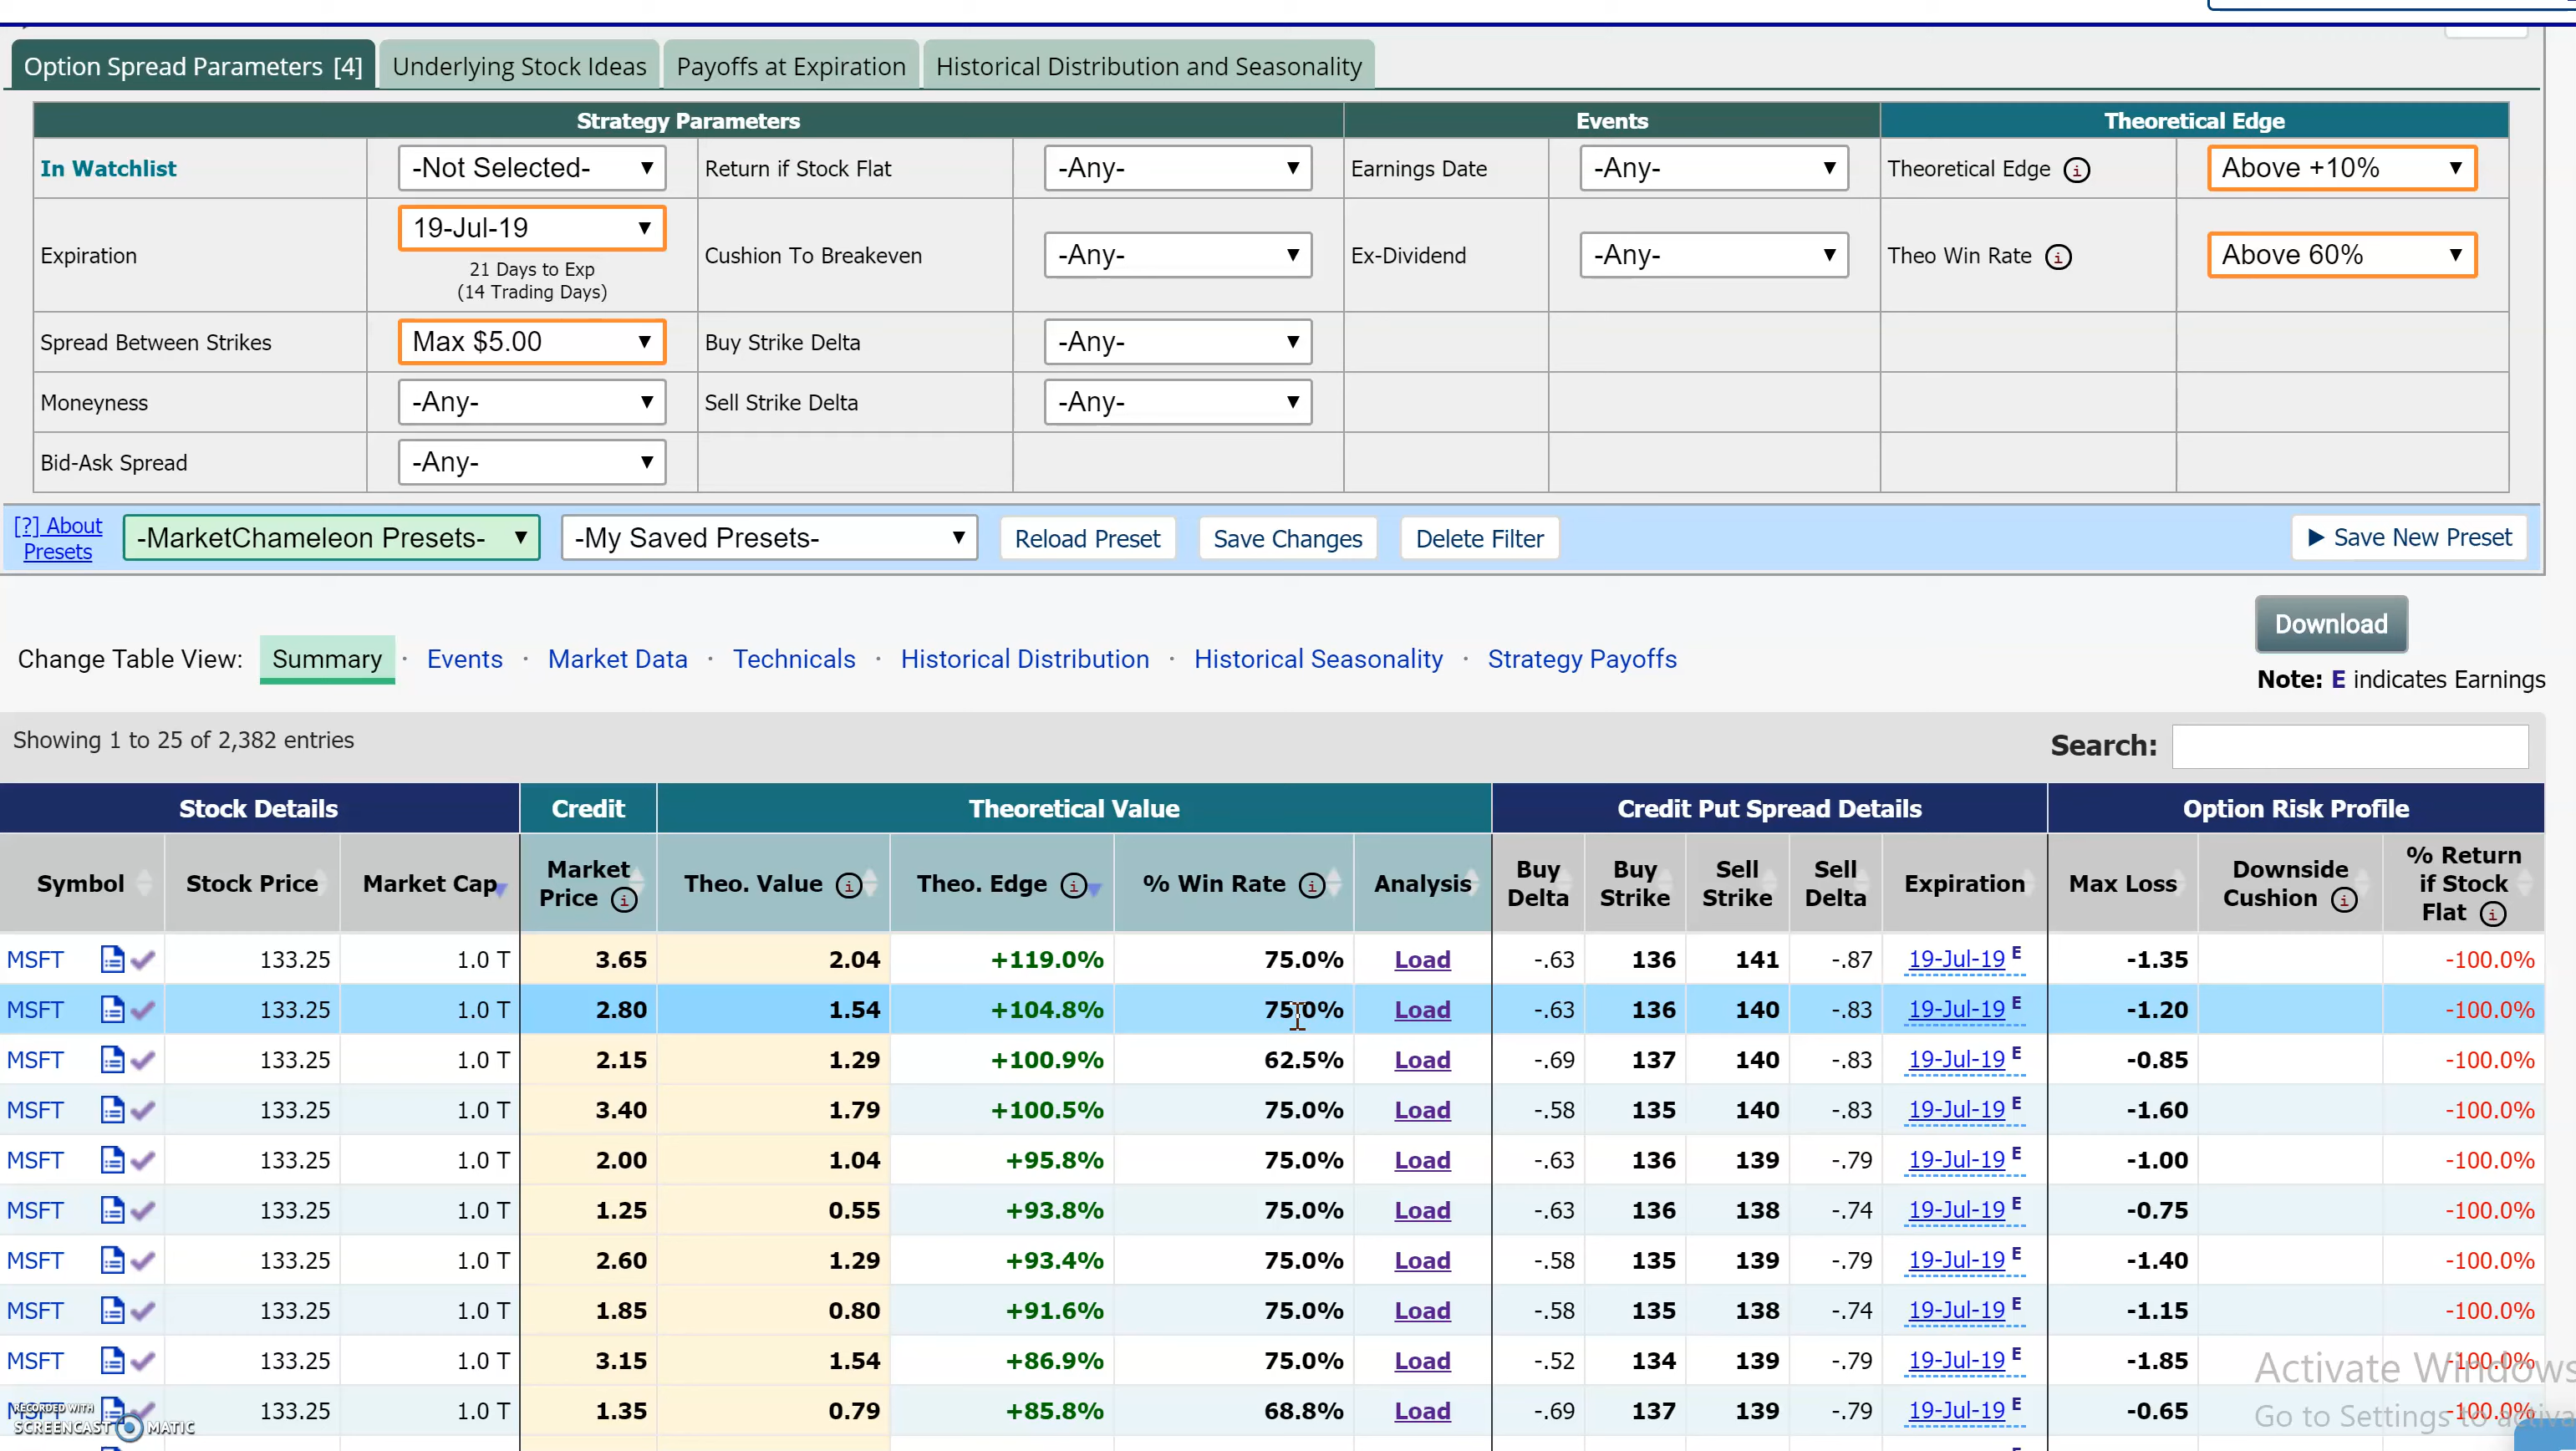 Option Spread Parameters [4] Underlying Stock Ideas Payoffs at Expiration Historical Distribution and Seasonality
Strategy Parameters Events Theoretical Edge
In Watchlist -Not Selected- Return if Stock Flat -Any- Earnings Date -Any- Theoretical Edge Above +10%
Expiration 19-Jul-19 Cushion To Breakeven -Any- Ex-Dividend -Any- Theo Win Rate Above 60%
21 Days to Exp
(14 Trading Days)
Spread Between Strikes Max $5.00 Buy Strike Delta -Any-
Moneyness -Any- Sell Strike Delta -Any-
Bid-Ask Spread -Any-
[?] About
Presets
-MarketChameleon Presets- -My Saved Presets- Reload Preset Save Changes Delete Filter Save New Preset
Download
Change Table View: Summary · Events · Market Data · Technicals · Historical Distribution · Historical Seasonality · Strategy Payoffs
Note: E indicates Earnings
Showing 1 to 25 of 2,382 entries Search:
Stock Details Credit Theoretical Value Credit Put Spread Details Option Risk Profile
Symbol Stock Price Market Cap Market Price Theo. Value Theo. Edge % Win Rate Analysis Buy Delta Buy Strike Sell Strike Sell Delta Expiration Max Loss Downside Cushion % Return if Stock Flat
MSFT 133.25 1.0 T 3.65 2.04 +119.0% 75.0% Load -.63 136 141 -.87 19-Jul-19 E -1.35 -100.0%
MSFT 133.25 1.0 T 2.80 1.54 +104.8% 75.0% Load -.63 136 140 -.83 19-Jul-19 E -1.20 -100.0%
MSFT 133.25 1.0 T 2.15 1.29 +100.9% 62.5% Load -.69 137 140 -.83 19-Jul-19 E -0.85 -100.0%
MSFT 133.25 1.0 T 3.40 1.79 +100.5% 75.0% Load -.58 135 140 -.83 19-Jul-19 E -1.60 -100.0%
MSFT 133.25 1.0 T 2.00 1.04 +95.8% 75.0% Load -.63 136 139 -.79 19-Jul-19 E -1.00 -100.0%
MSFT 133.25 1.0 T 1.25 0.55 +93.8% 75.0% Load -.63 136 138 -.74 19-Jul-19 E -0.75 -100.0%
MSFT 133.25 1.0 T 2.60 1.29 +93.4% 75.0% Load -.58 135 139 -.79 19-Jul-19 E -1.40 -100.0%
MSFT 133.25 1.0 T 1.85 0.80 +91.6% 75.0% Load -.58 135 138 -.74 19-Jul-19 E -1.15 -100.0%
MSFT 133.25 1.0 T 3.15 1.54 +86.9% 75.0% Load -.52 134 139 -.79 19-Jul-19 E -1.85 -100.0%
MSFT 133.25 1.0 T 1.35 0.79 +85.8% 68.8% Load -.69 137 139 -.79 19-Jul-19 E -0.65 -100.0%
Activate Windows
Go to Settings to activa
RECORDED WITH
SCREENCAST MATIC